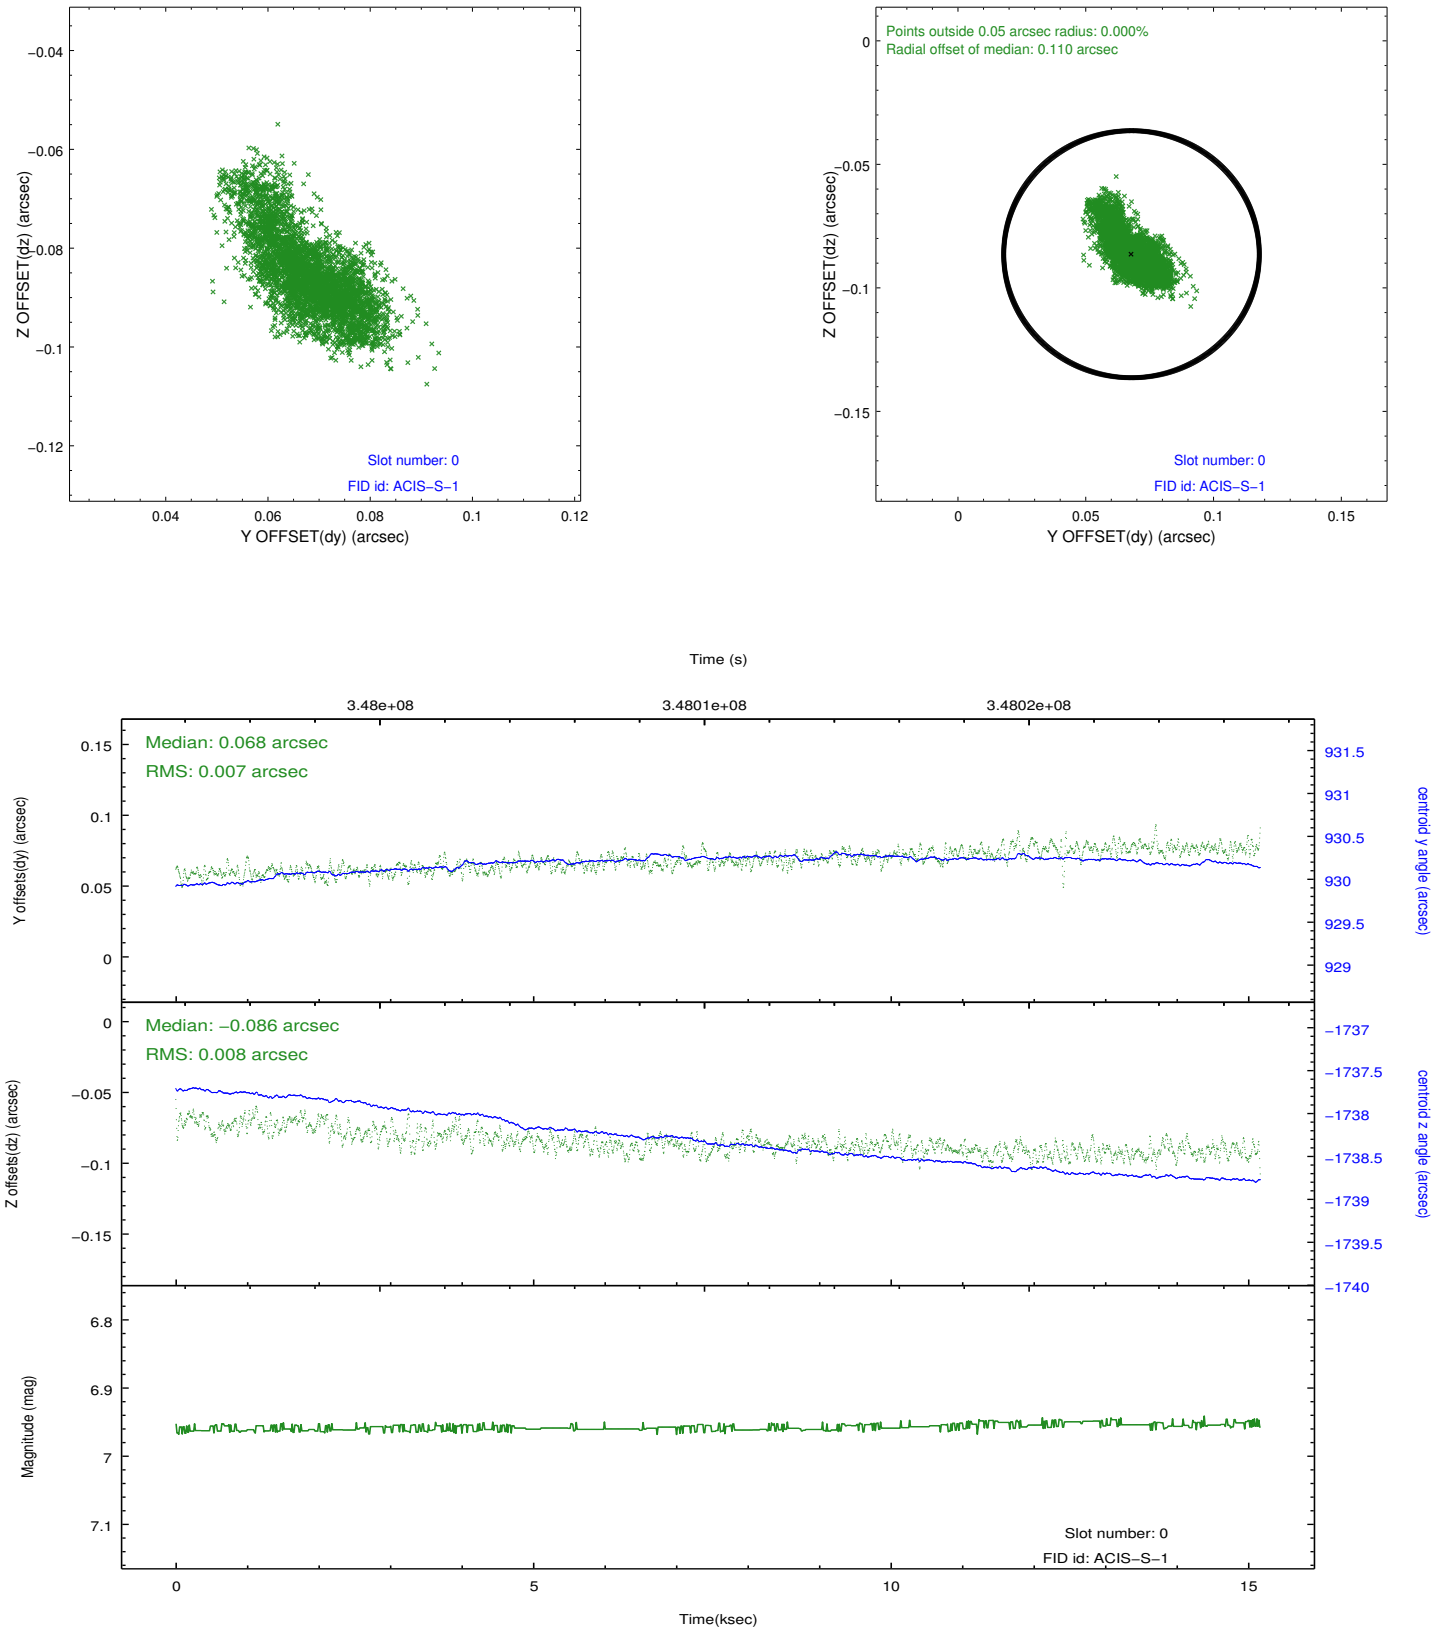 −0.04
−0.06
−0.08
−0.1
−0.12
Z OFFSET(dz) (arcsec)
Slot number: 0
FID id: ACIS−S−1
0.04 0.06 0.08 0.1 0.12
Y OFFSET(dy) (arcsec)
Points outside 0.05 arcsec radius: 0.000%
Radial offset of median: 0.110 arcsec
0
−0.05
−0.1
−0.15
Z OFFSET(dz) (arcsec)
Slot number: 0
FID id: ACIS−S−1
0 0.05 0.1 0.15
Y OFFSET(dy) (arcsec)
Time (s)
3.48e+08 3.4801e+08 3.4802e+08
Median: 0.068 arcsec
RMS: 0.007 arcsec
0.15
0.1
0.05
0
Y offsets(dy) (arcsec)
931.5
931
930.5
930
929.5
929
centroid y angle (arcsec)
Median: −0.086 arcsec
RMS: 0.008 arcsec
0
−0.05
−0.1
−0.15
Z offsets(dz) (arcsec)
−1737
−1737.5
−1738
−1738.5
−1739
−1739.5
−1740
centroid z angle (arcsec)
6.8
6.9
7
7.1
Magnitude (mag)
Slot number: 0
FID id: ACIS−S−1
0 5 10 15
Time(ksec)